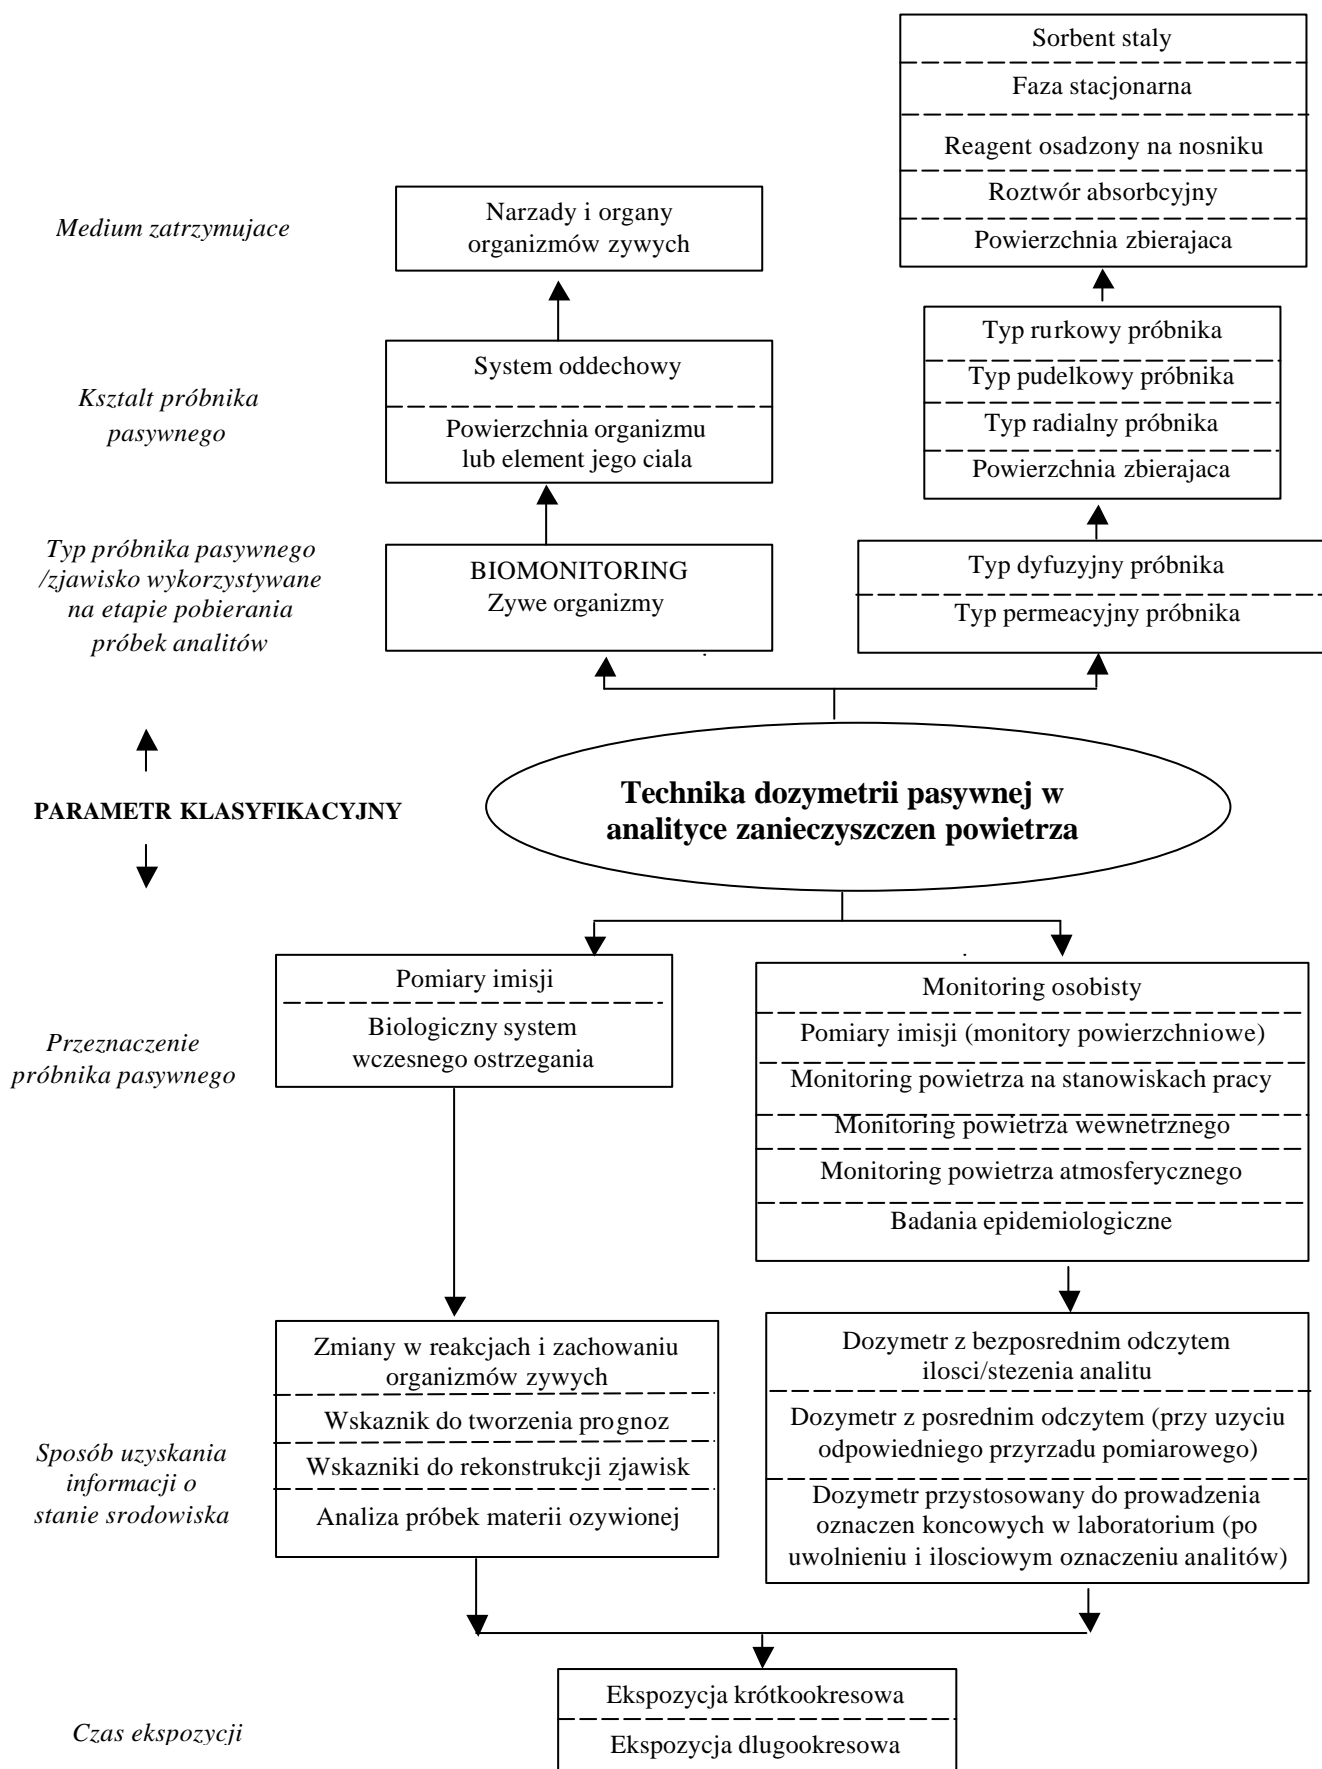 Sorbent staly
Faza stacjonarna
Reagent osadzony na nosniku
Roztwór absorbcyjny
Powierzchnia zbierajaca
Medium zatrzymujace
Narzady i organy
organizmów zywych
Typ rurkowy próbnika
Typ pudelkowy próbnika
Typ radialny próbnika
Powierzchnia zbierajaca
Ksztalt próbnika
pasywnego
System oddechowy
Powierzchnia organizmu
lub element jego ciala
Typ próbnika pasywnego
/zjawisko wykorzystywane
na etapie pobierania
próbek analitów
BIOMONITORING
Zywe organizmy
Typ dyfuzyjny próbnika
Typ permeacyjny próbnika
PARAMETR KLASYFIKACYJNY
Technika dozymetrii pasywnej w
analityce zanieczyszczen powietrza
Przeznaczenie
próbnika pasywnego
Pomiary imisji
Biologiczny system
wczesnego ostrzegania
Monitoring osobisty
Pomiary imisji (monitory powierzchniowe)
Monitoring powietrza na stanowiskach pracy
Monitoring powietrza wewnetrznego
Monitoring powietrza atmosferycznego
Badania epidemiologiczne
Sposób uzyskania
informacji o
stanie srodowiska
Zmiany w reakcjach i zachowaniu
organizmów zywych
Wskaznik do tworzenia prognoz
Wskazniki do rekonstrukcji zjawisk
Analiza próbek materii ozywionej
Dozymetr z bezposrednim odczytem
ilosci/stezenia analitu
Dozymetr z posrednim odczytem (przy uzyciu
odpowiedniego przyrzadu pomiarowego)
Dozymetr przystosowany do prowadzenia
oznaczen koncowych w laboratorium (po
uwolnieniu i ilosciowym oznaczeniu analitów)
Czas ekspozycji
Ekspozycja krótkookresowa
Ekspozycja dlugookresowa